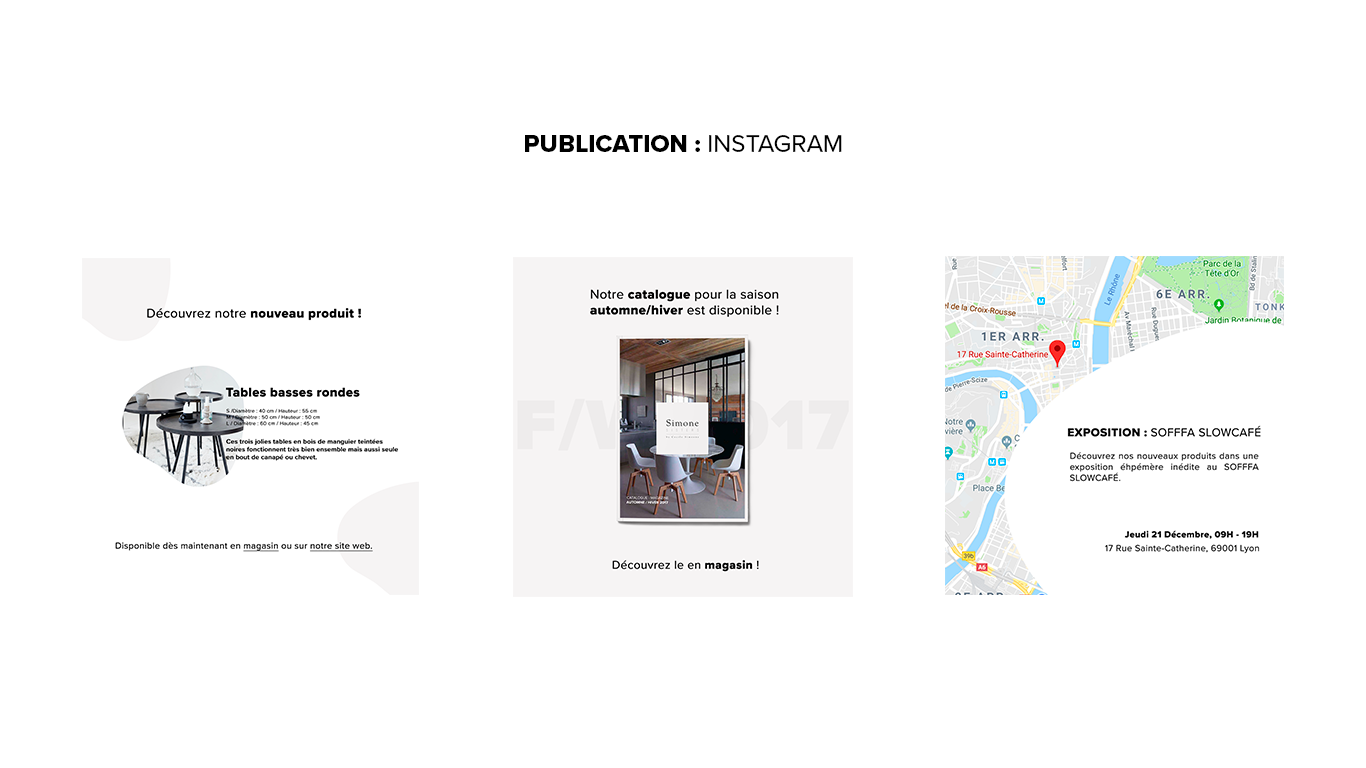 PUBLICATION : INSTAGRAM
Découvrez notre nouveau produit !
Tables basses rondes
S /Diamètre : 40 cm / Hauteur : 55 cm
M / Diamètre : 50 cm / Hauteur : 50 cm
L / Diamètre : 60 cm / Hauteur : 45 cm
Ces trois jolies tables en bois de manguier teintées
noires fonctionnent très bien ensemble mais aussi seule
en bout de canapé ou chevet.
Disponible dès maintenant en magasin ou sur notre site web.
Notre catalogue pour la saison
automne/hiver est disponible !
Simone
CATALOGUE : MAGASIN
AUTOMNE / HIVER 2017
Découvrez le en magasin !
Rue
Le Rhône
Parc de la
Tête d'Or
6E ARR.
TONK
el de la Croix-Rousse
Jardin Botanique de
1ER ARR.
Rue Duguesc
17 Rue Sainte-Catherine
de Pierre-Scize
Notre
Place Be
A6
EXPOSITION : SOFFFA SLOWCAFÉ
Découvrez nos nouveaux produits dans une
exposition éhpémère inédite au SOFFFA
SLOWCAFÉ.
Jeudi 21 Décembre, 09H - 19H
17 Rue Sainte-Catherine, 69001 Lyon